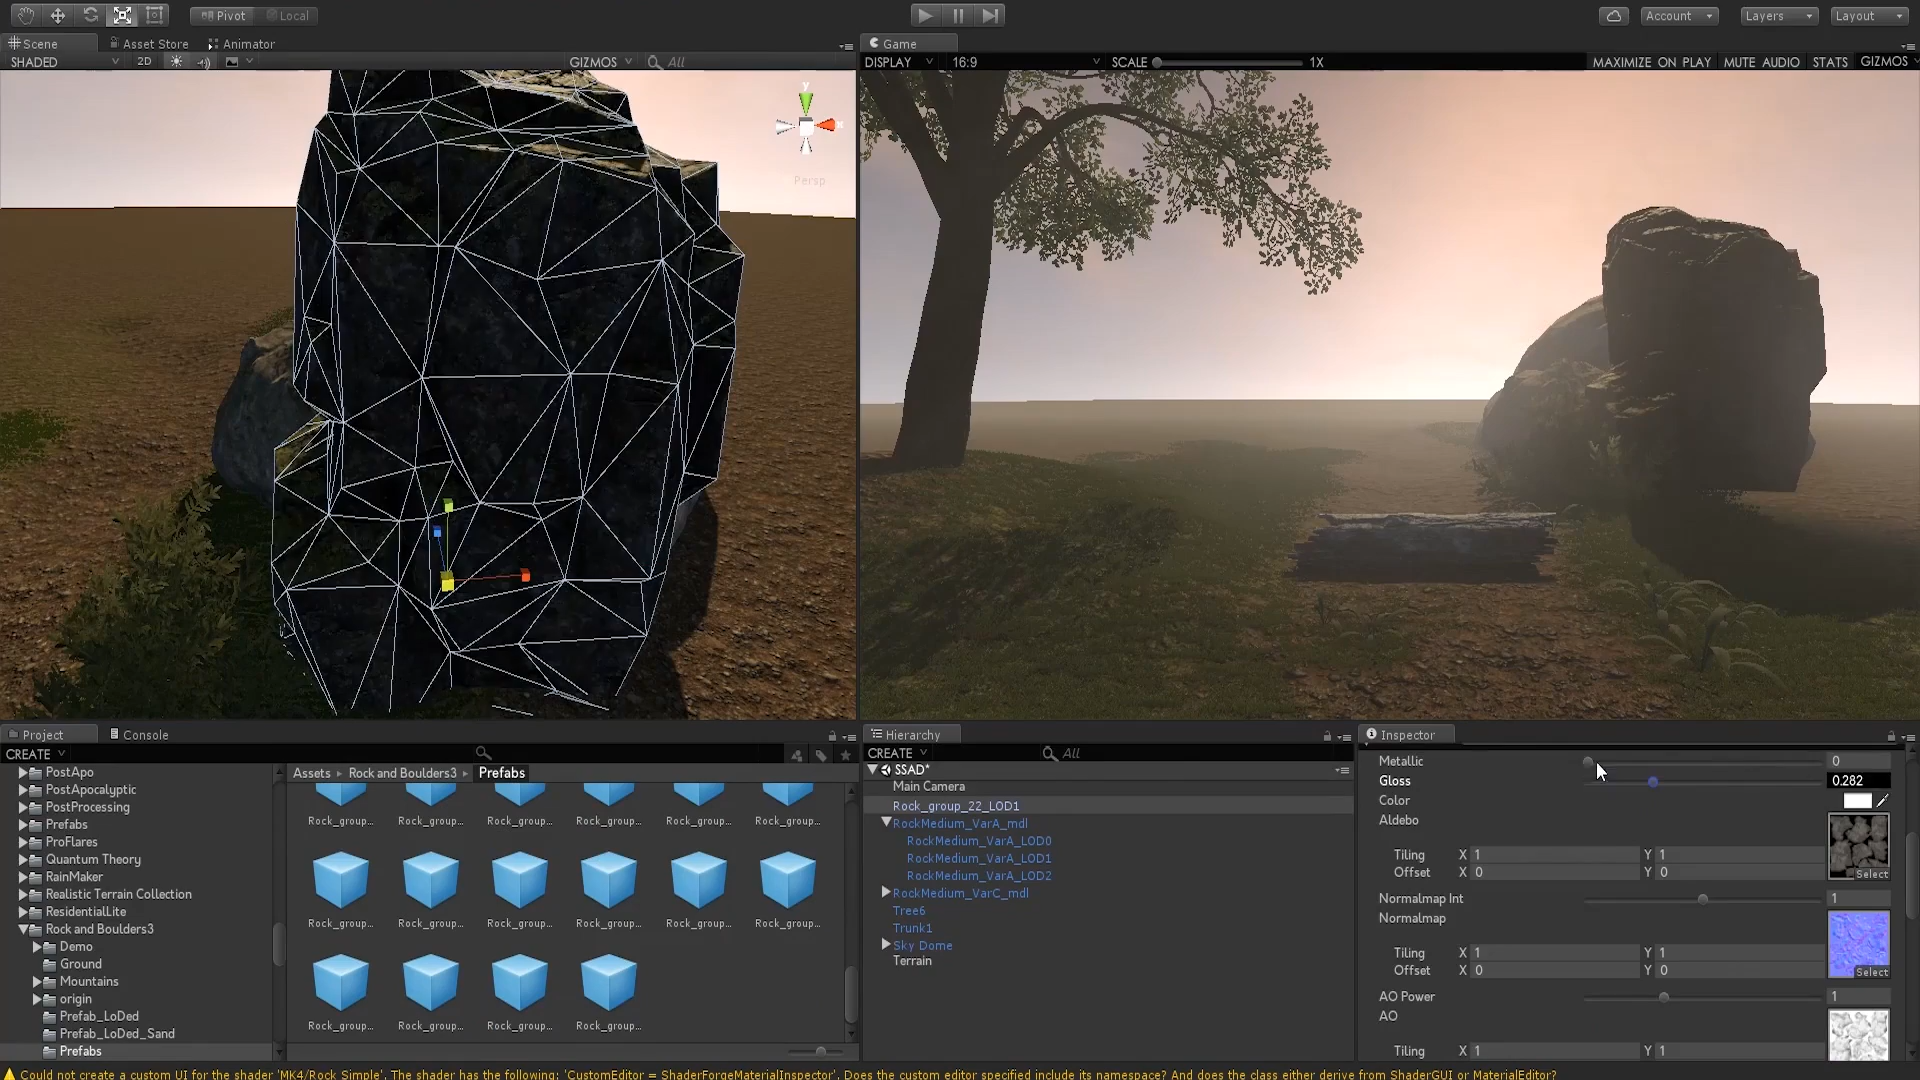 Pivot Local
Account Layers Layout
Scene Asset Store Animator
Game
SHADED 2D GIZMOS All
DISPLAY 16:9 SCALE 1X MAXIMIZE ON PLAY MUTE AUDIO STATS GIZMOS
y
x
Persp
Project Console
CREATE
PostApo
PostApocalyptic
PostProcessing
Prefabs
ProFlares
Quantum Theory
RainMaker
Realistic Terrain Collection
ResidentialLite
Rock and Boulders3
Demo
Ground
Mountains
origin
Prefab_LoDed
Prefab_LoDed_Sand
Prefabs
Assets Rock and Boulders3 Prefabs
Rock_group... Rock_group... Rock_group... Rock_group... Rock_group... Rock_group...
Rock_group... Rock_group... Rock_group... Rock_group... Rock_group... Rock_group...
Rock_group... Rock_group... Rock_group... Rock_group...
Hierarchy
CREATE All
SSAD*
Main Camera
Rock_group_22_LOD1
RockMedium_VarA_mdl
RockMedium_VarA_LOD0
RockMedium_VarA_LOD1
RockMedium_VarA_LOD2
RockMedium_VarC_mdl
Tree6
Trunk1
Sky Dome
Terrain
Inspector
Metallic 0
Gloss 0.282
Color
Aldebo
Tiling X 1 Y 1
Offset X 0 Y 0
Select
Normalmap Int 1
Normalmap
Tiling X 1 Y 1
Offset X 0 Y 0
Select
AO Power 1
AO
Tiling X 1 Y 1
Could not create a custom UI for the shader 'MK4/Rock Simple'. The shader has the following: 'CustomEditor = ShaderForgeMaterialInspector'. Does the custom editor specified include its namespace? And does the class either derive from ShaderGUI or MaterialEditor?